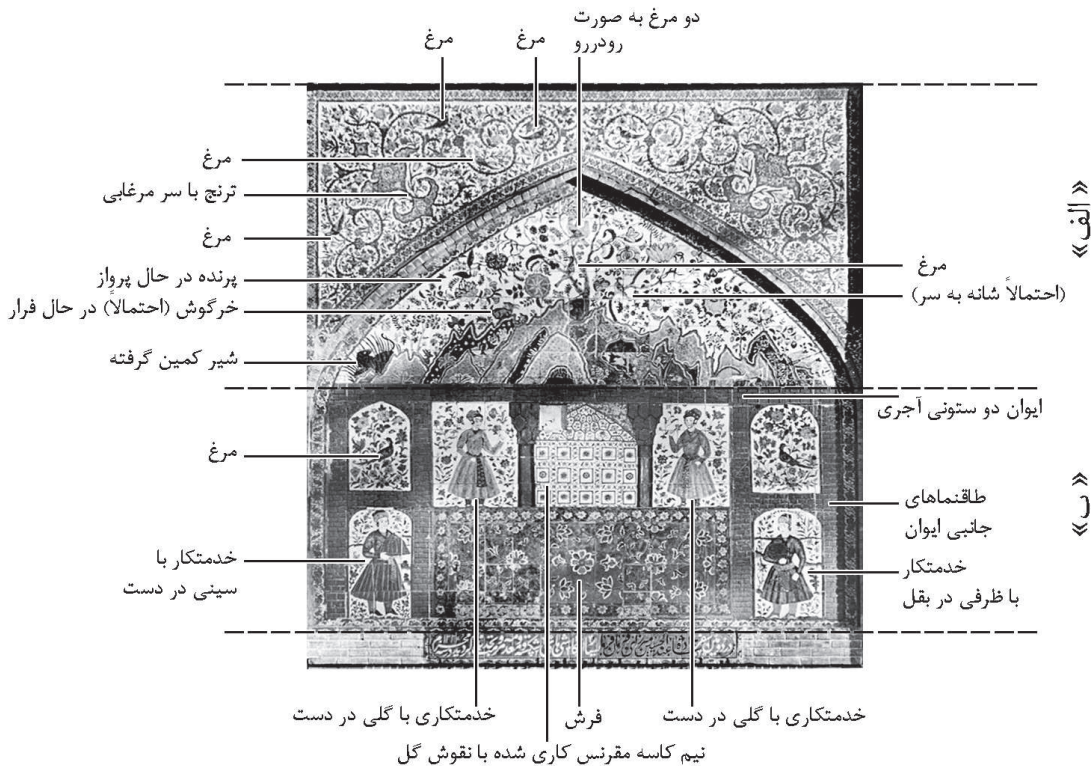 دو مرغ به صورت
رودررو
مرغ
مرغ
مرغ
ترنج با سر مرغابی
مرغ
پرنده در حال پرواز
خرگوش (احتمالاً) در حال فرار
شیر کمین گرفته
«الف»
مرغ
(احتمالاً شانه به سر)
ایوان دو ستونی آجری
مرغ
طاقنماهای
جانبی ایوان
«ب»
خدمتکار با
سینی در دست
خدمتکار
با ظرفی در بقل
خدمتکاری با گلی در دست
فرش
خدمتکاری با گلی در دست
نیم کاسه مقرنس کاری شده با نقوش گل